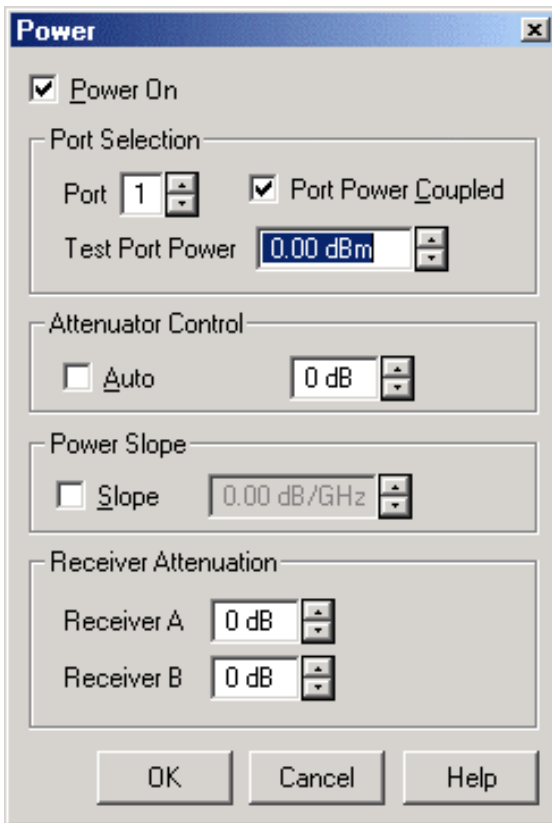 Power
Power On
Port Selection
Port 1 Port Power Coupled
Test Port Power 0.00 dBm
Attenuator Control
Auto 0 dB
Power Slope
Slope 0.00 dB/GHz
Receiver Attenuation
Receiver A 0 dB
Receiver B 0 dB
OK Cancel Help